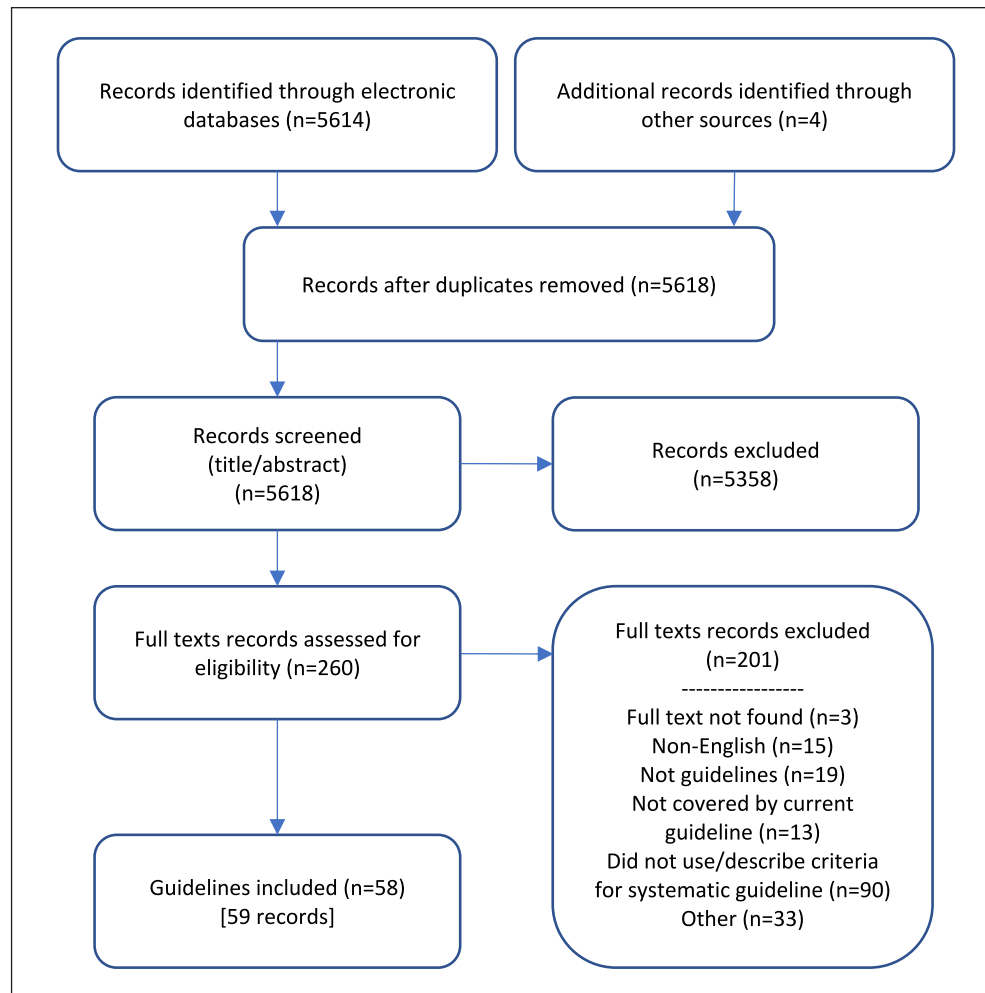 Records identified through electronic
databases (n=5614)
Additional records identified through
other sources (n=4)
Records after duplicates removed (n=5618)
Records screened
(title/abstract)
(n=5618)
Records excluded
(n=5358)
Full texts records assessed for
eligibility (n=260)
Full texts records excluded
(n=201)
-----------------
Full text not found (n=3)
Non-English (n=15)
Not guidelines (n=19)
Not covered by current
guideline (n=13)
Did not use/describe criteria
for systematic guideline (n=90)
Other (n=33)
Guidelines included (n=58)
[59 records]